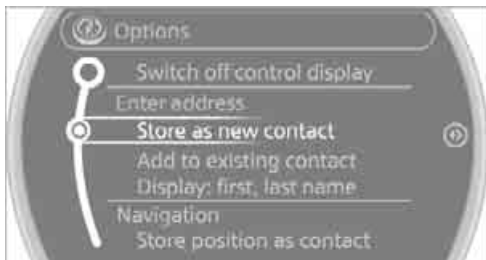 Options
Switch off control display
Enter address
Store as new contact
Add to existing contact
Display: first, last name
Navigation
Store position as contact